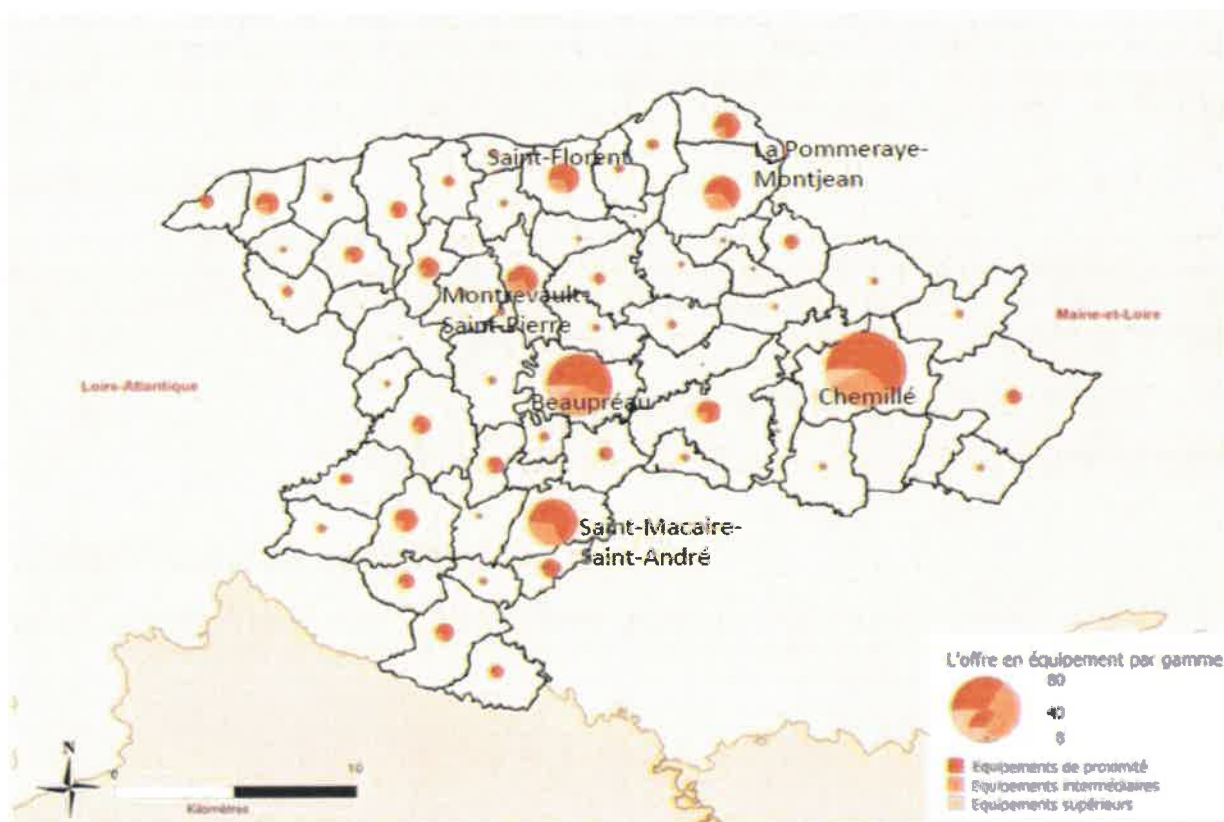 Saint-Florent
La Pommeraye-
Montjean
Montrevault-
Saint-Pierre
Maine-et-Loire
Loire-Atlantique
Beaupréau
Chemillé
Saint-Macaire-
Saint-André
L'offre en équipement par gamme
80
40
8
Equipements de proximité
Equipements intermédiaires
Equipements supérieurs
N
0
10
Kilomètres